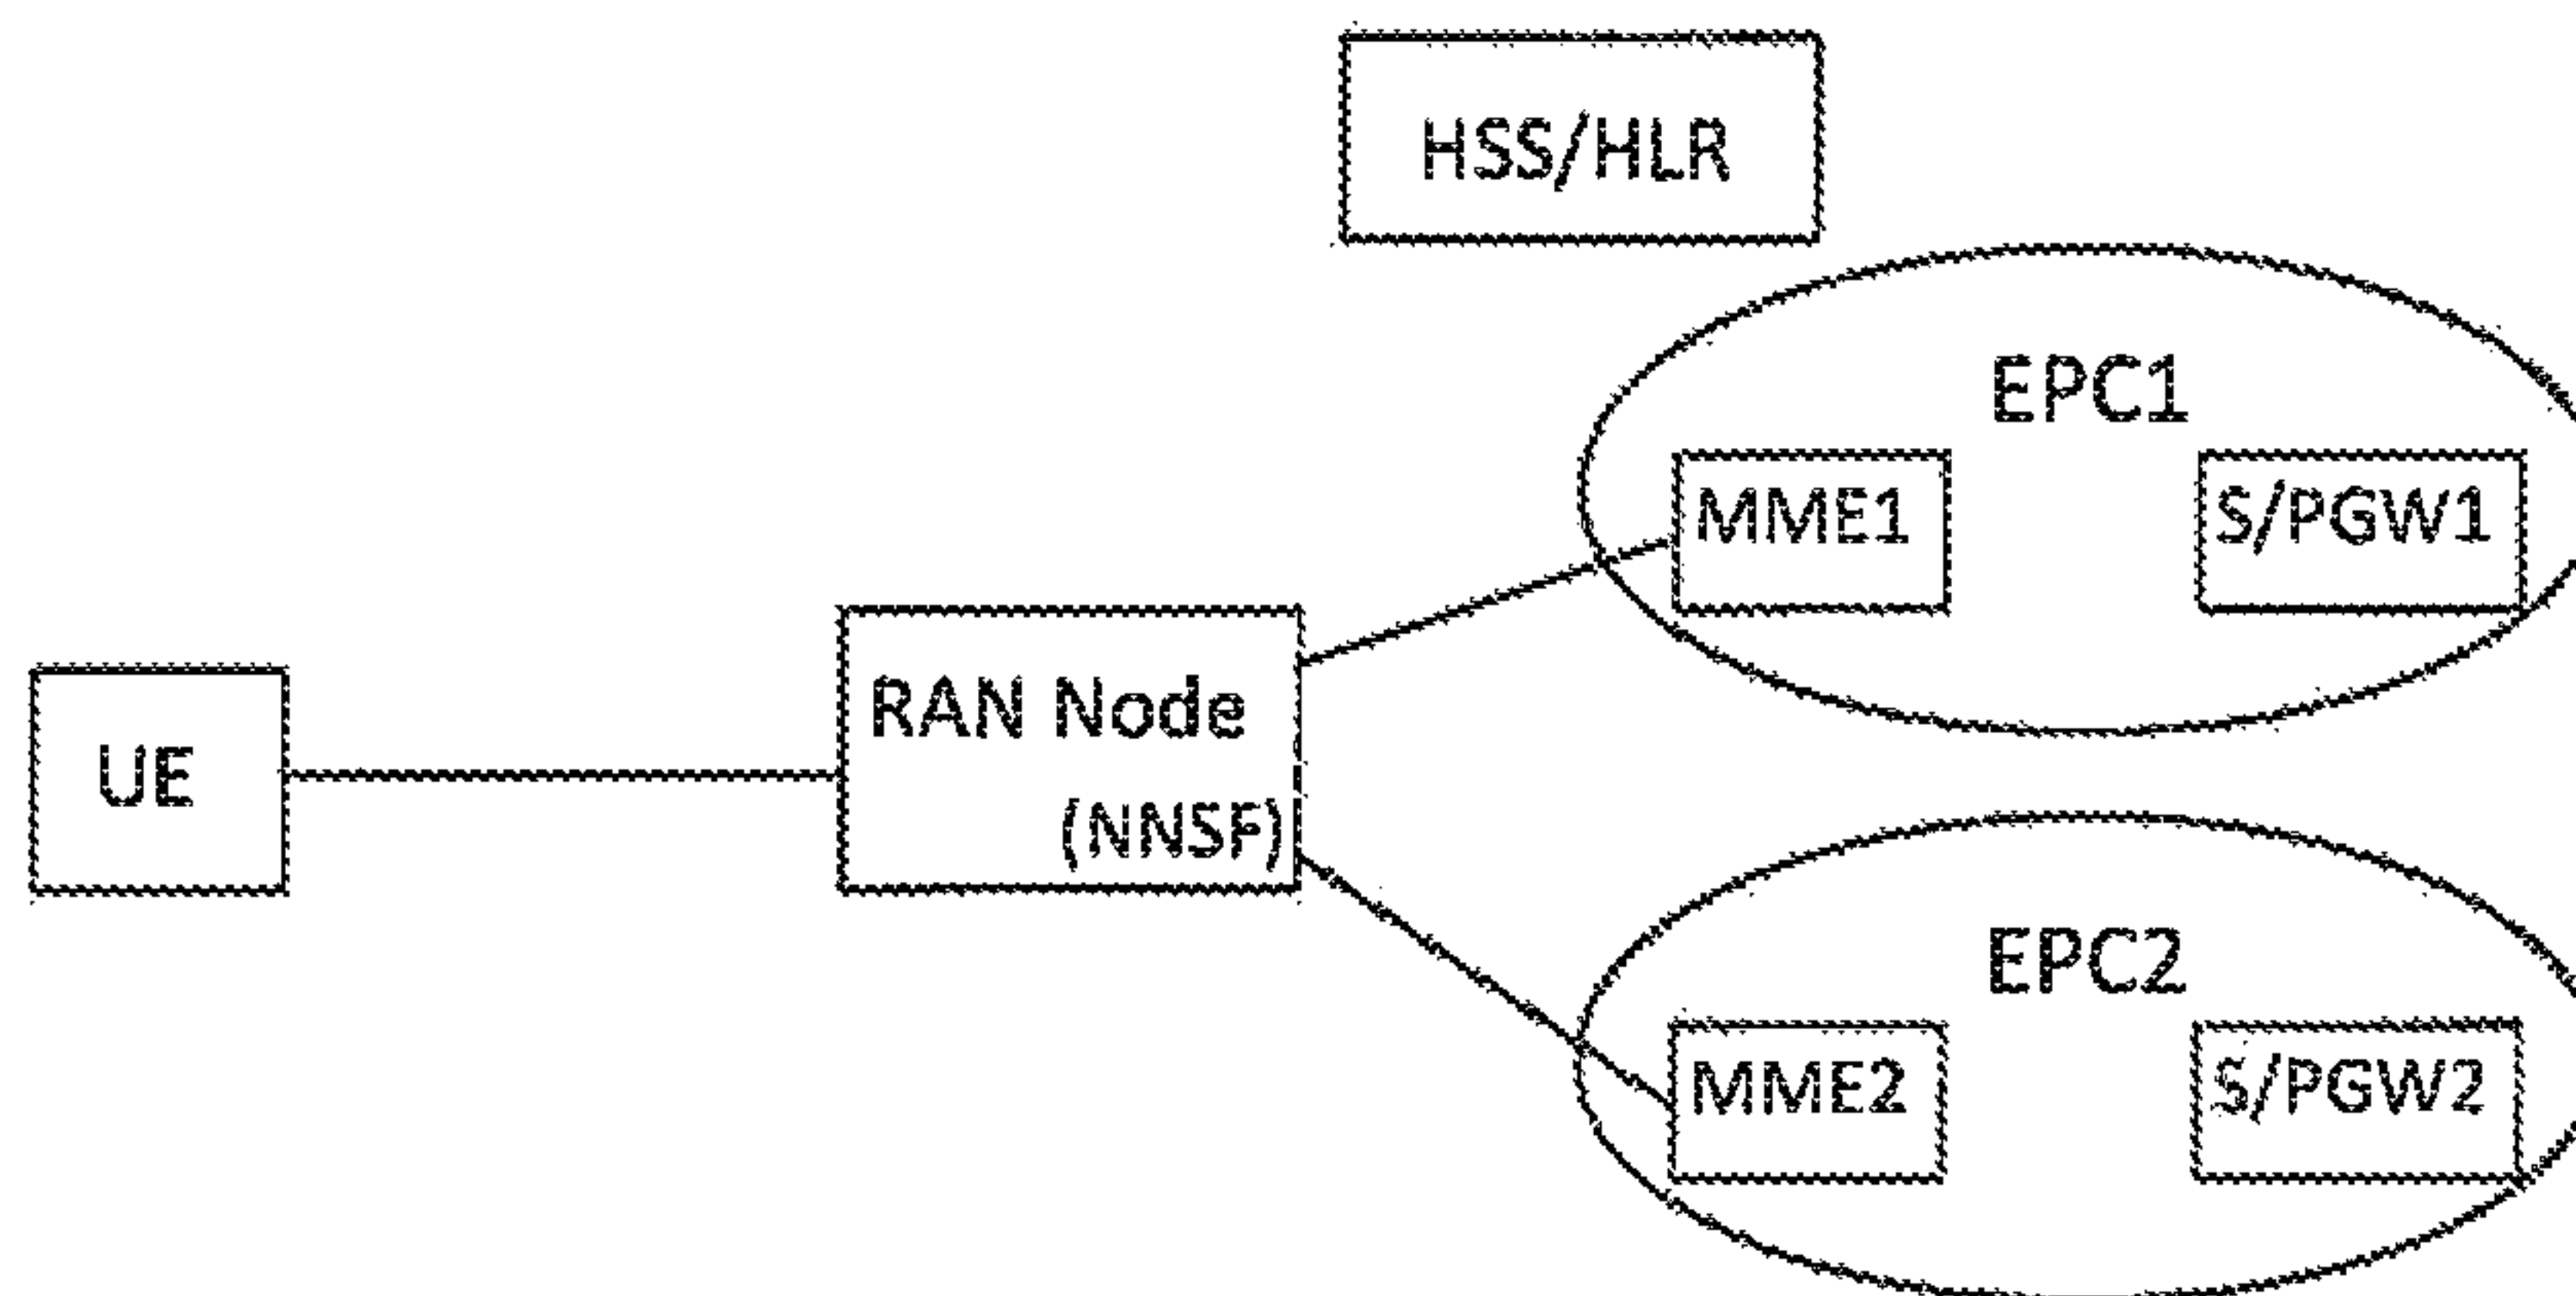 HSS/HLR
EPC1
MME1
S/PGW1
RAN Node
(NNSF)
UE
EPC2
MME2
S/PGW2